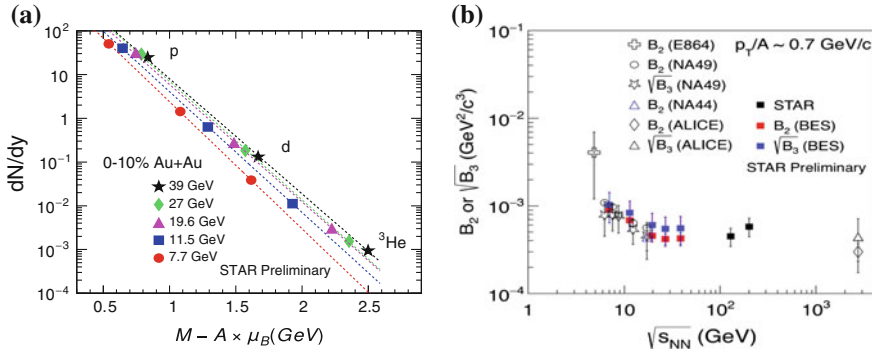 (a)
10²
10
1
10⁻¹
10⁻²
10⁻³
10⁻⁴
dN/dy
p
d
³He
0-10% Au+Au
39 GeV
27 GeV
19.6 GeV
11.5 GeV
7.7 GeV
STAR Preliminary
0.5 1 1.5 2 2.5 3
M – A × μ_B(GeV)
(b)
10⁻¹
10⁻²
10⁻³
10⁻⁴
B₂ or √B₃ (GeV²/c³)
B₂ (E864) p_T/A ~ 0.7 GeV/c
B₂ (NA49)
√B₃ (NA49)
B₂ (NA44) STAR
B₂ (ALICE) B₂ (BES)
√B₃ (ALICE) √B₃ (BES)
STAR Preliminary
1 10 10² 10³
√s_NN (GeV)